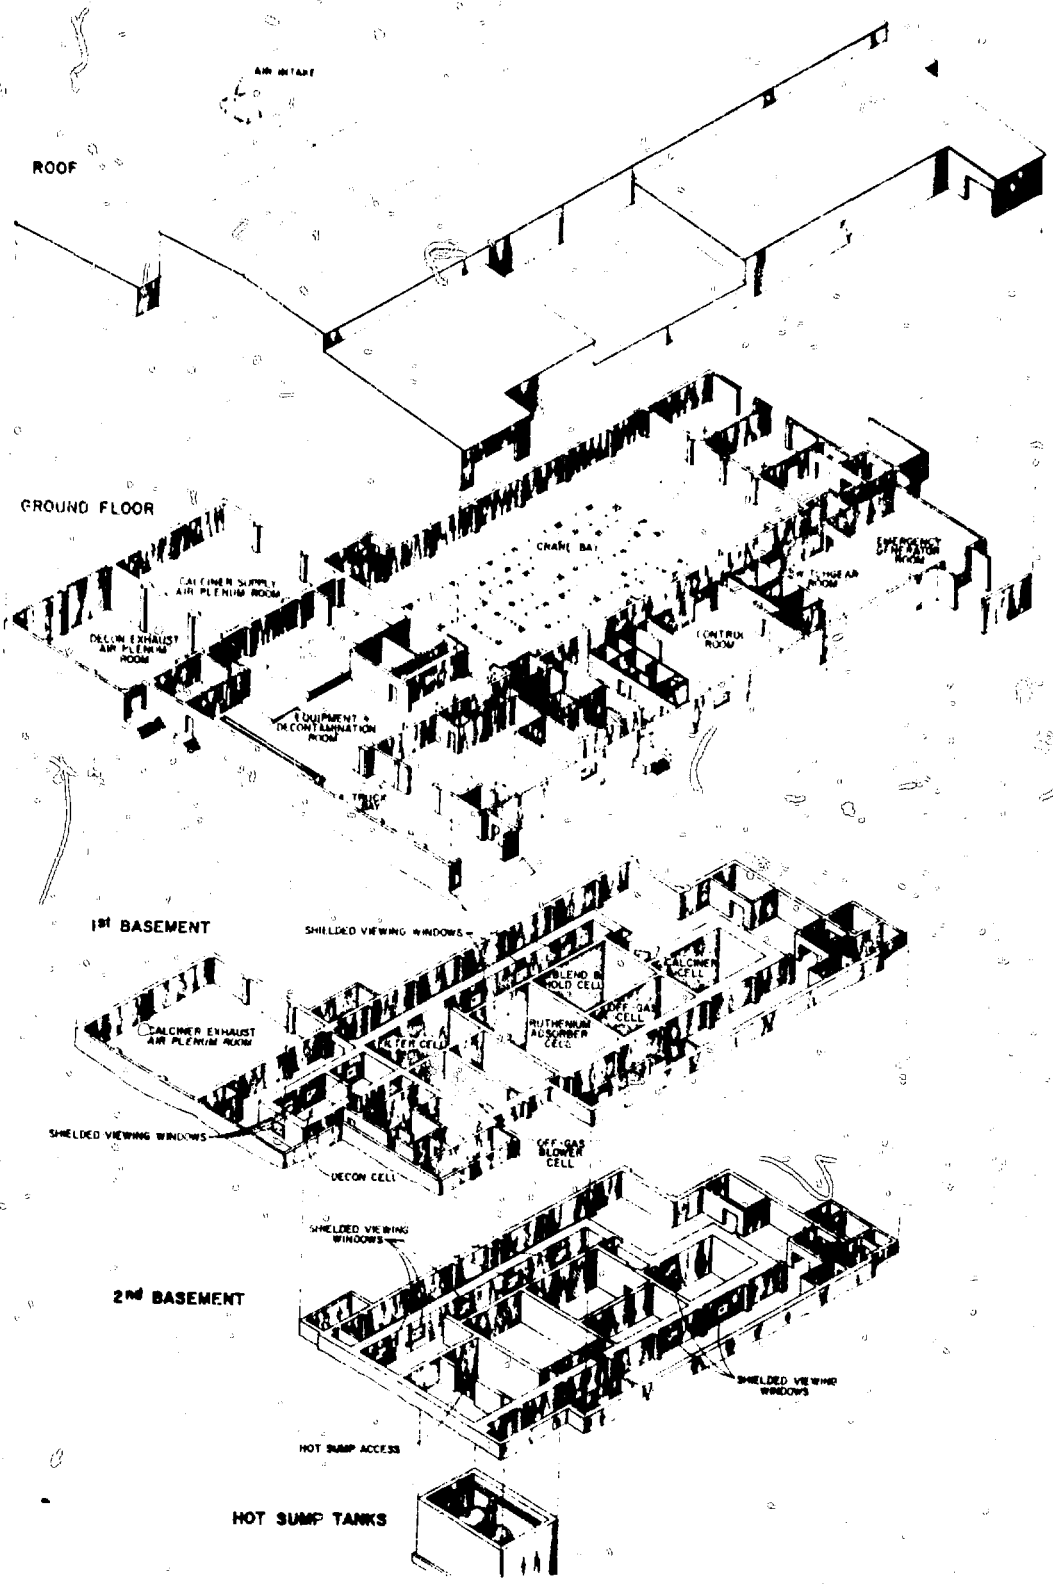 AIR INTAKE
ROOF
GROUND FLOOR
CRANE BAY
EMERGENCY
GENERATOR
ROOM
SWITCHGEAR
ROOM
CALCINER SUPPLY
AIR PLENUM ROOM
DECON EXHAUST
AIR PLENUM
ROOM
CONTROL
ROOM
EQUIPMENT &
DECONTAMINATION
ROOM
TRUCK
BAY
1st BASEMENT
SHIELDED VIEWING WINDOWS
CALCINER
CELL
BLEND &
HOLD CELL
OFF-GAS
CELL
RUTHENIUM
ADSORBER
CELL
CALCINER EXHAUST
AIR PLENUM ROOM
FILTER CELL
SHIELDED VIEWING WINDOWS
OFF-GAS
BLOWER
CELL
DECON CELL
SHIELDED VIEWING
WINDOWS
2nd BASEMENT
SHIELDED VIEWING
WINDOWS
HOT SUMP ACCESS
HOT SUMP TANKS